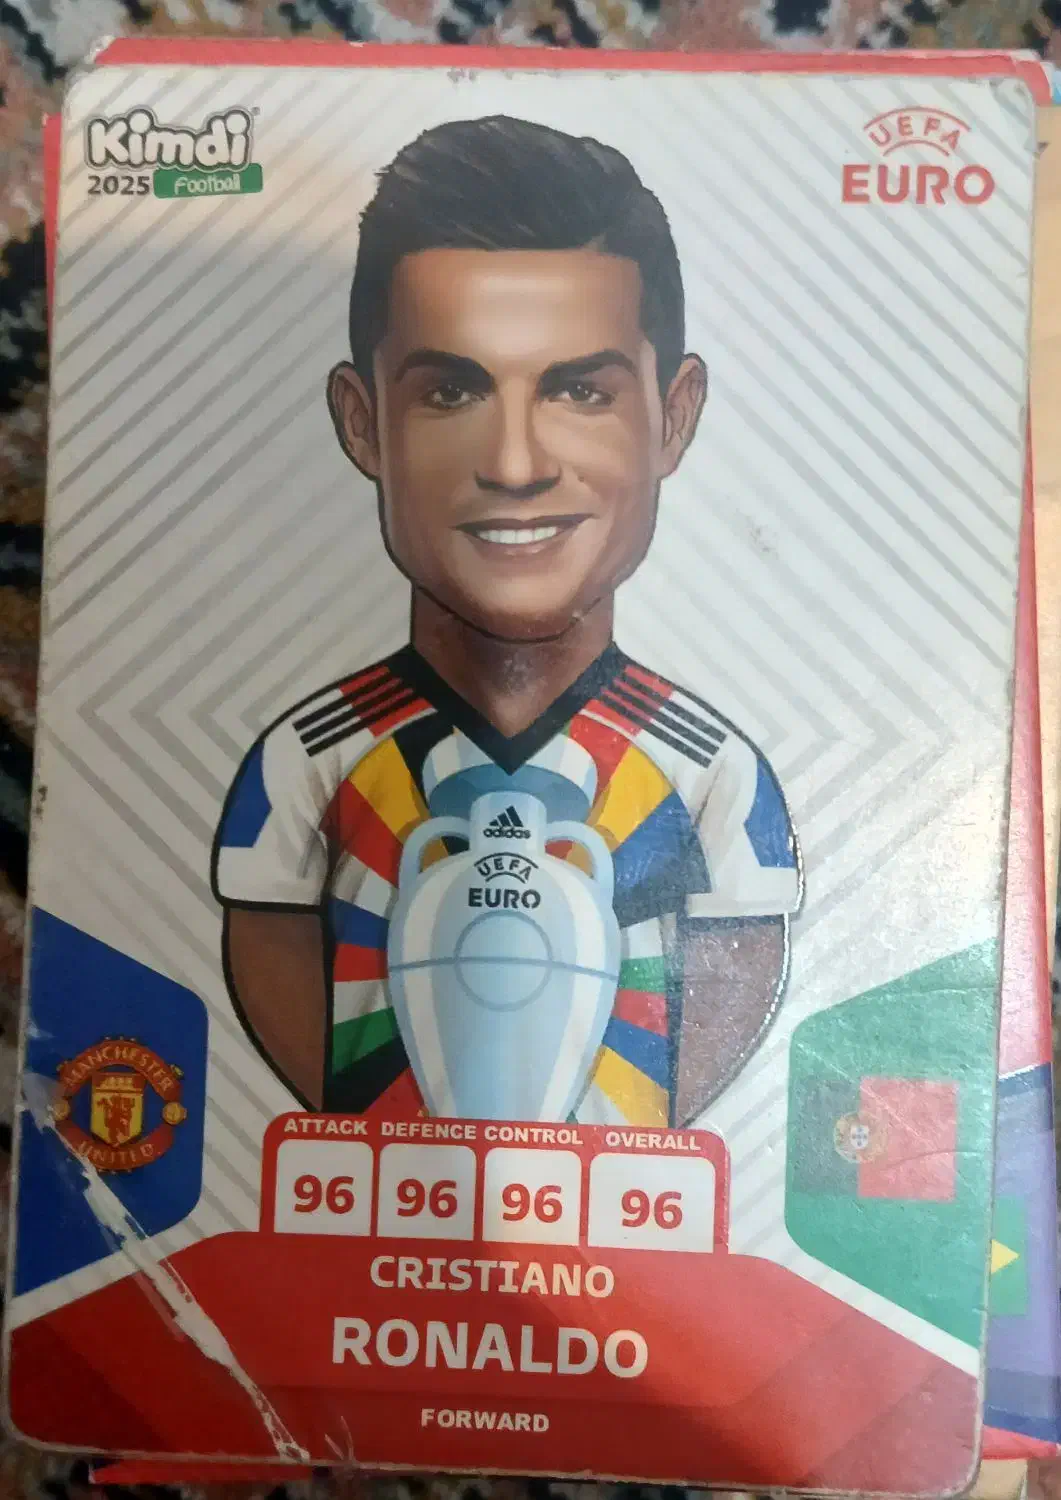 Kimdi
2025 Football
UEFA
EURO
adidas
UEFA
EURO
MANCHESTER
UNITED
ATTACK DEFENCE CONTROL OVERALL
96 96 96 96
CRISTIANO
RONALDO
FORWARD